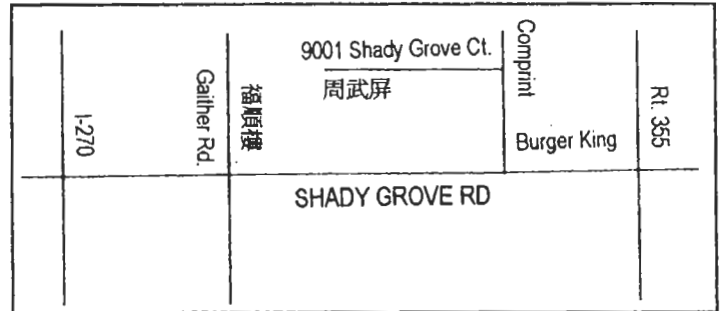 I-270
Gaither Rd.
福順樓
9001 Shady Grove Ct.
周武屏
Comprint
Burger King
Rt. 355
SHADY GROVE RD